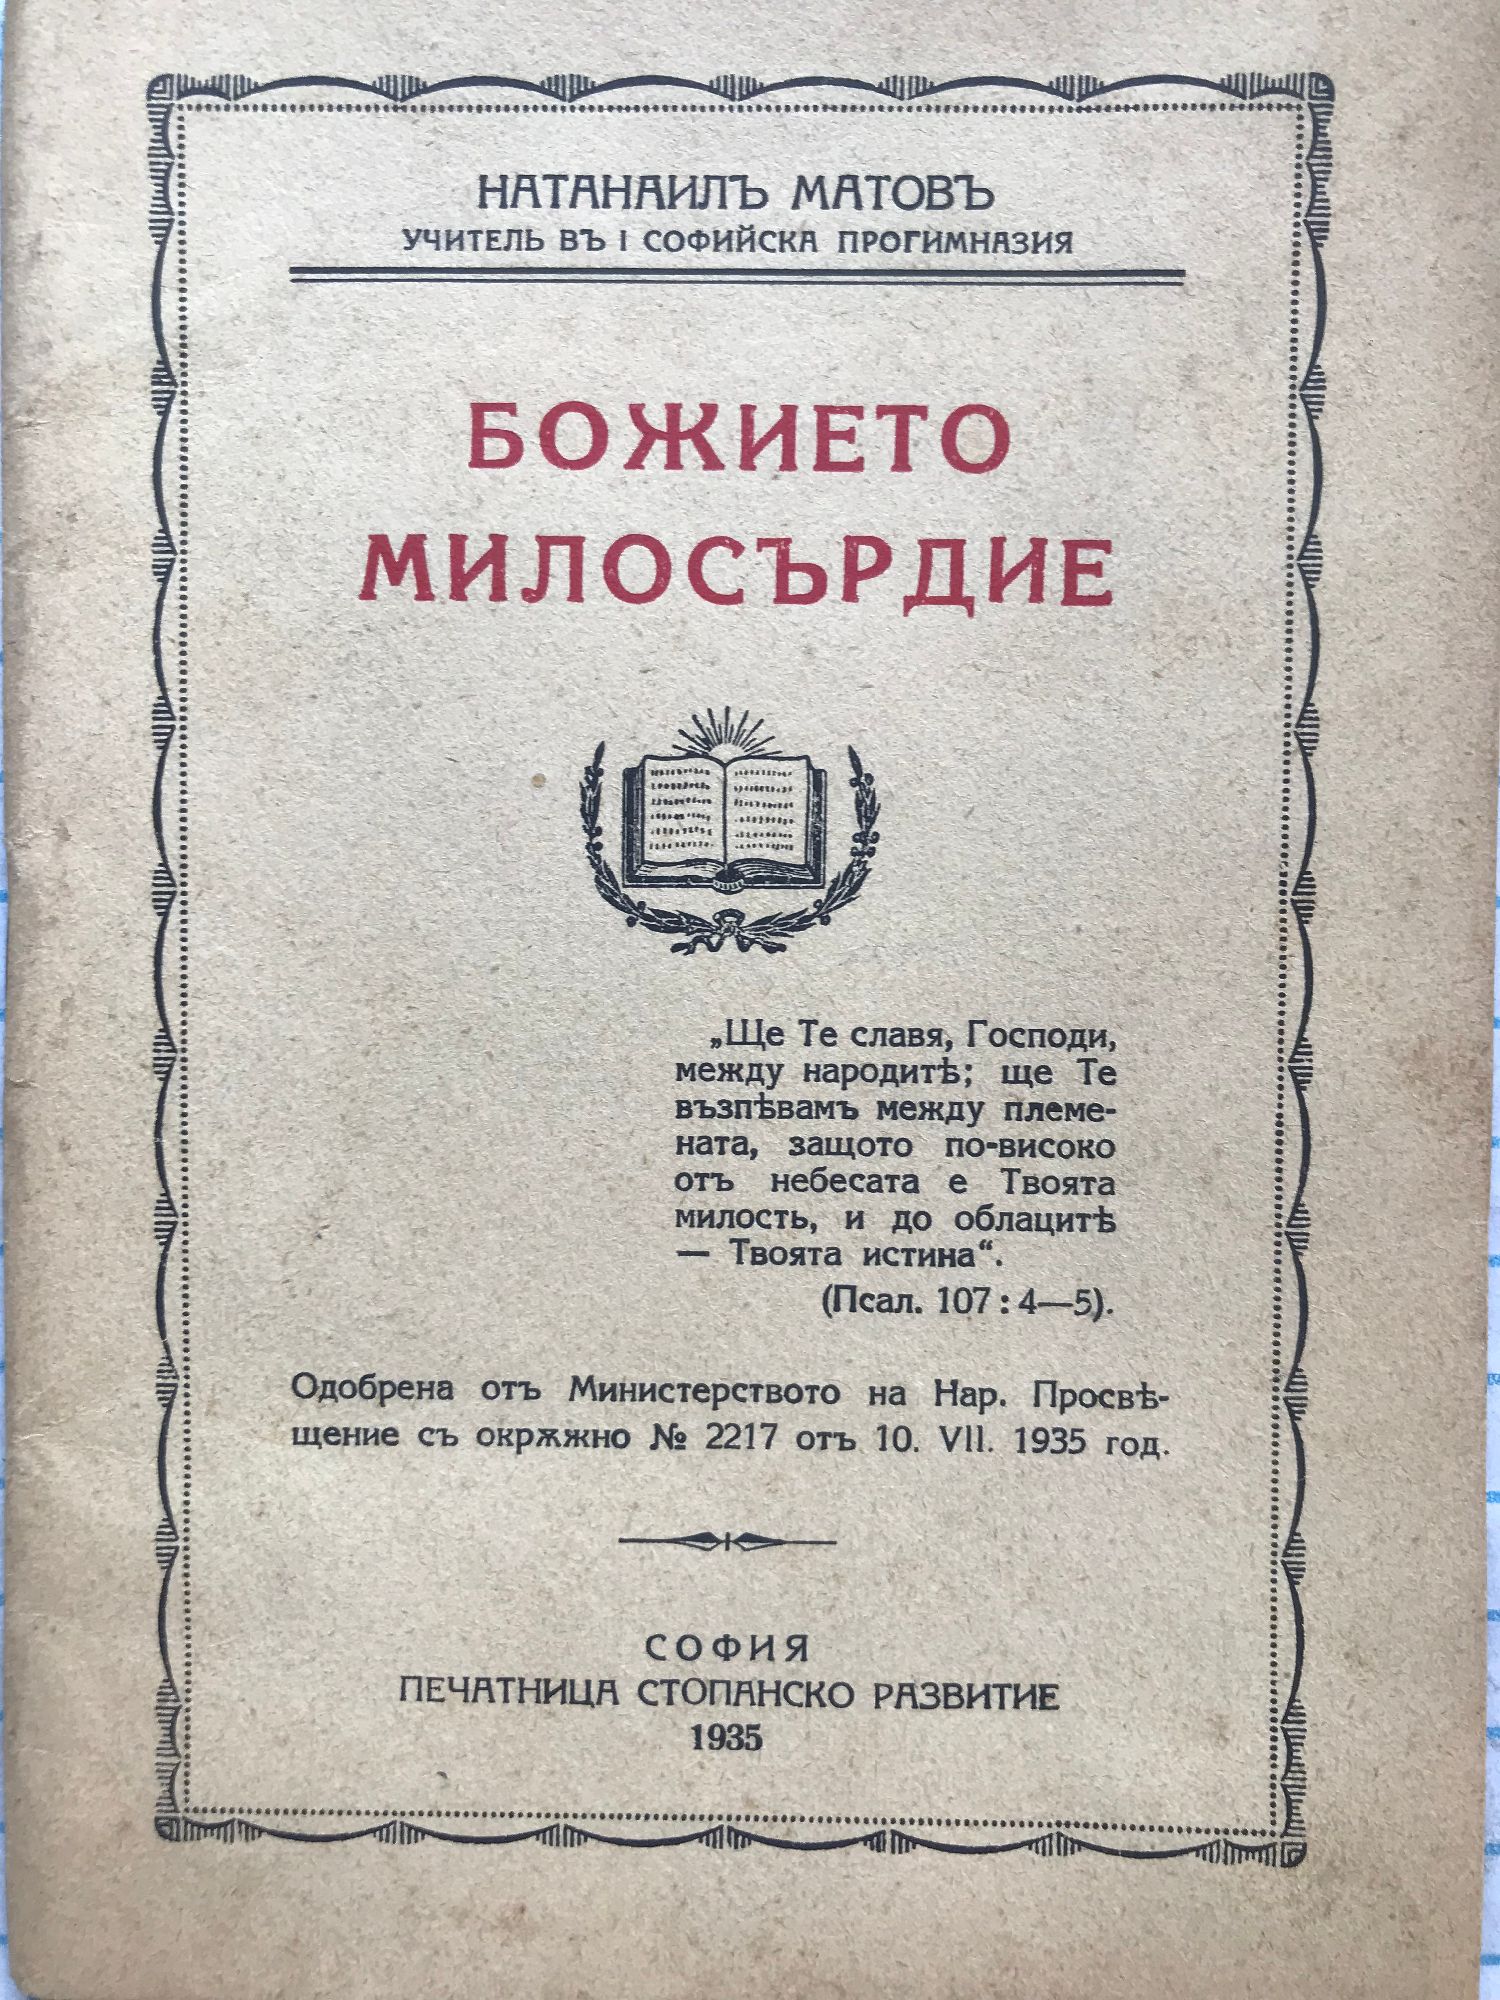 НАТАНАИЛЪ МАТОВЪ
УЧИТЕЛЬ ВЪ I СОФИЙСКА ПРОГИМНАЗИЯ
БОЖИЕТО
МИЛОСЪРДИЕ
„Ще Те славя, Господи,
между народитѣ; ще Те
възпѣвамъ между племе-
ната, защото по-високо
отъ небесата е Твоята
милость, и до облацитѣ
— Твоята истина“.
(Псал. 107 : 4—5).
Одобрена отъ Министерството на Нар. Просвѣ-
щение съ окрѫжно № 2217 отъ 10. VII. 1935 год.
СОФИЯ
ПЕЧАТНИЦА СТОПАНСКО РАЗВИТИЕ
1935